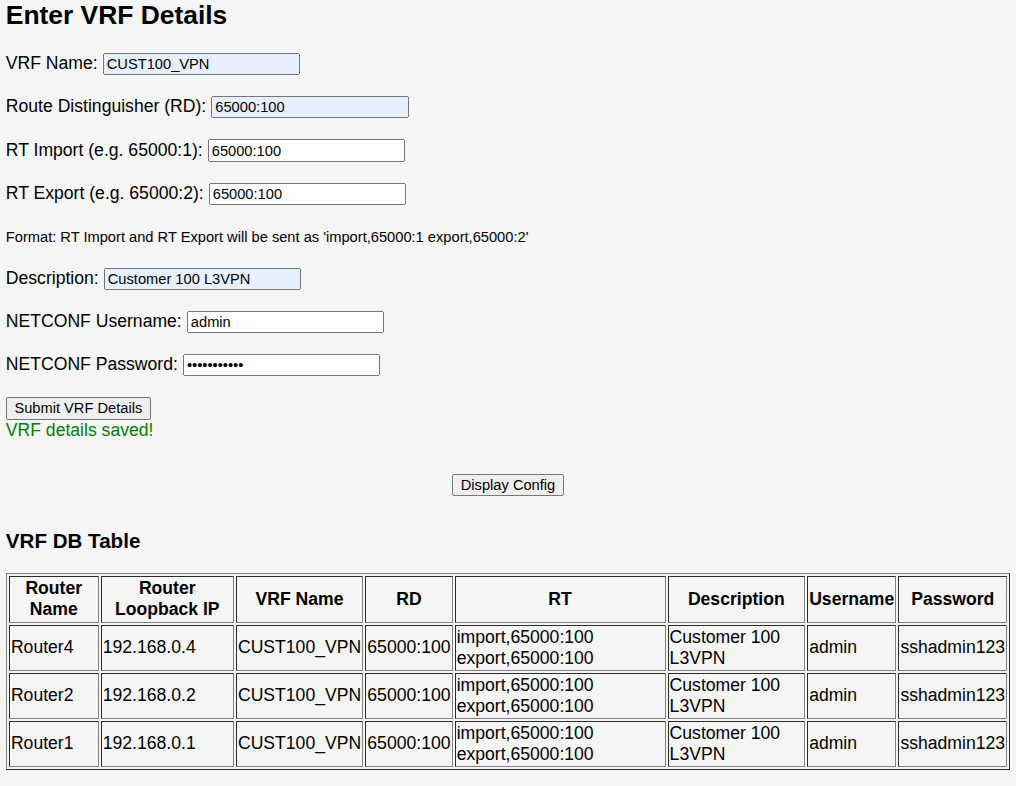 Enter VRF Details
VRF Name: CUST100_VPN
Route Distinguisher (RD): 65000:100
RT Import (e.g. 65000:1): 65000:100
RT Export (e.g. 65000:2): 65000:100
Format: RT Import and RT Export will be sent as 'import,65000:1 export,65000:2'
Description: Customer 100 L3VPN
NETCONF Username: admin
NETCONF Password: •••••••••••
Submit VRF Details
VRF details saved!
Display Config
VRF DB Table
Router Name Router Loopback IP VRF Name RD RT Description Username Password
Router4 192.168.0.4 CUST100_VPN 65000:100 import,65000:100 export,65000:100 Customer 100 L3VPN admin sshadmin123
Router2 192.168.0.2 CUST100_VPN 65000:100 import,65000:100 export,65000:100 Customer 100 L3VPN admin sshadmin123
Router1 192.168.0.1 CUST100_VPN 65000:100 import,65000:100 export,65000:100 Customer 100 L3VPN admin sshadmin123